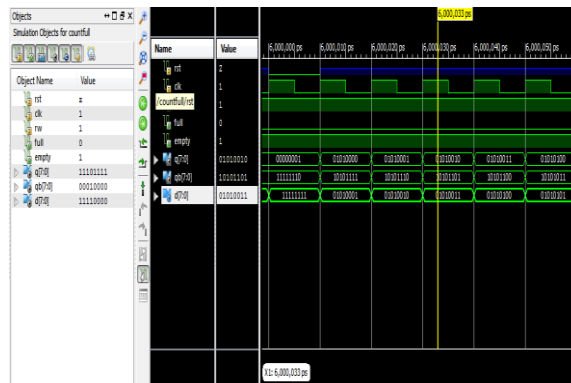 Objects
Simulation Objects for countfull
Object Name Value
rst z
clk 1
rw 1
full 0
empty 1
q[7:0] 11101111
qb[7:0] 00010000
d[7:0] 11110000
6,000,033 ps
Name Value 6,000,000 ps 6,000,010 ps 6,000,020 ps 6,000,030 ps 6,000,040 ps 6,000,050 ps
rst Z
clk 1
/countfull/rst 1
full 0
empty 1
q[7:0] 01010010 00000001 01010000 01010001 01010010 01010011 01010100
qb[7:0] 10101101 11111110 10101111 10101110 10101101 10101100 10101011
d[7:0] 01010011 11111111 01010001 01010010 01010011 01010100 01010101
X1: 6,000,033 ps